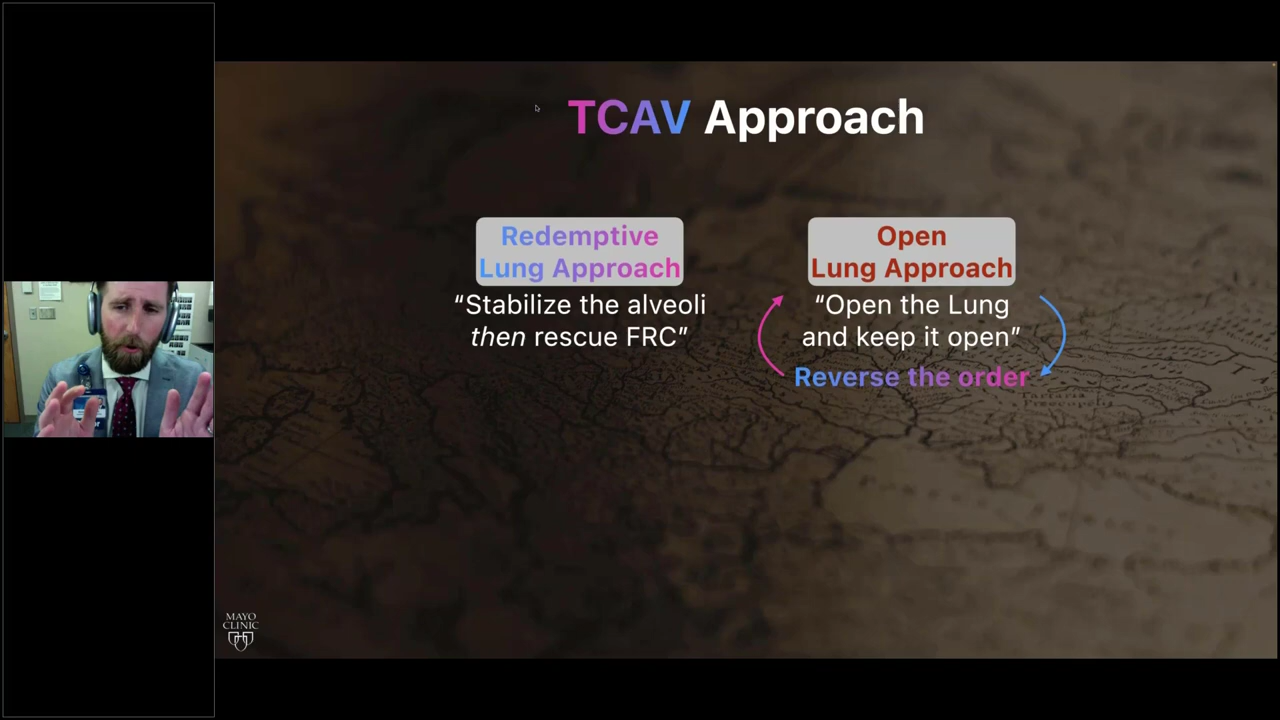 TCAV Approach
Redemptive
Lung Approach
“Stabilize the alveoli
then rescue FRC”
Open
Lung Approach
“Open the Lung
and keep it open”
Reverse the order
MAYO
CLINIC